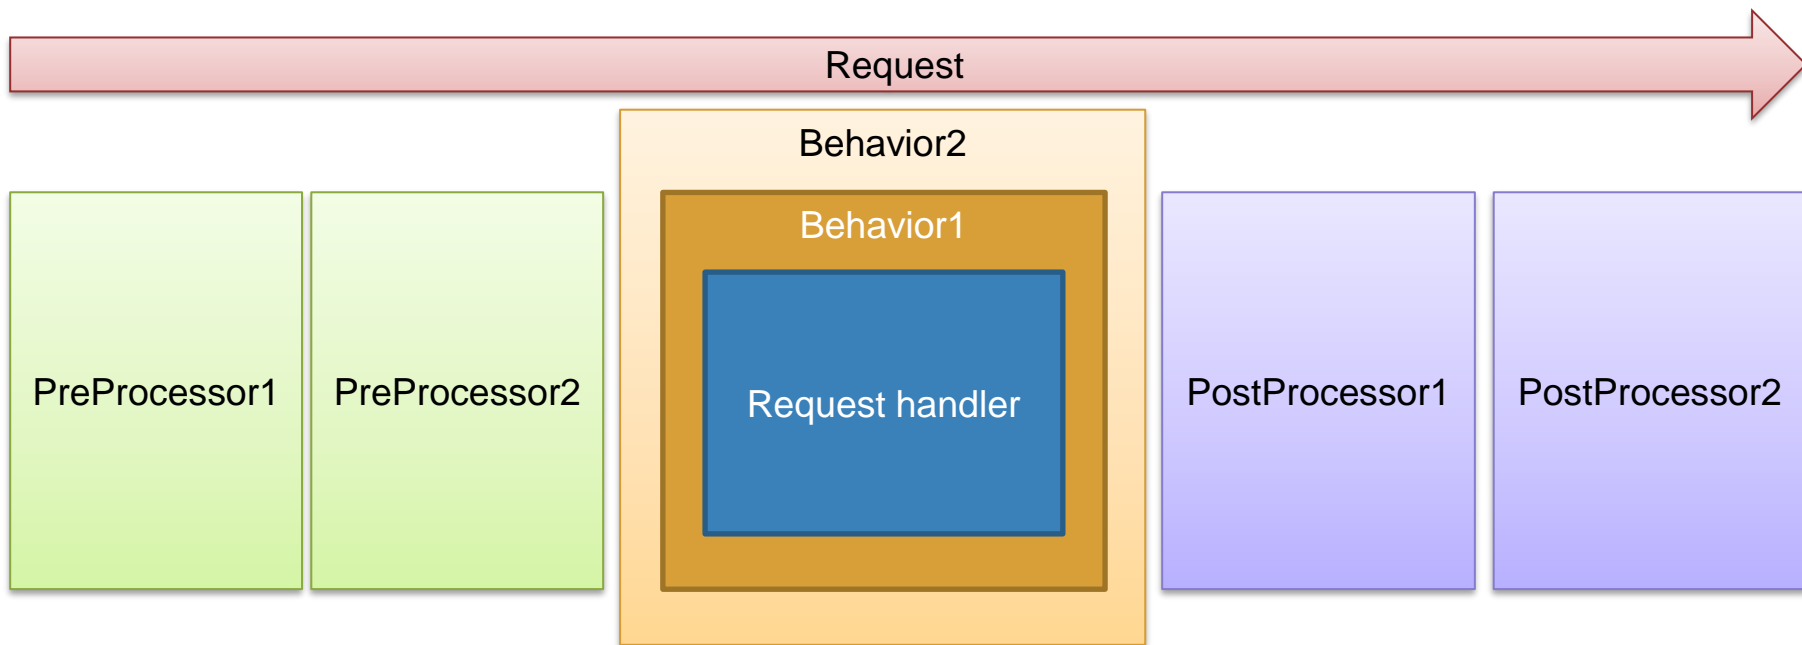 Request
Behavior2
Behavior1
PreProcessor1
PreProcessor2
Request handler
PostProcessor1
PostProcessor2